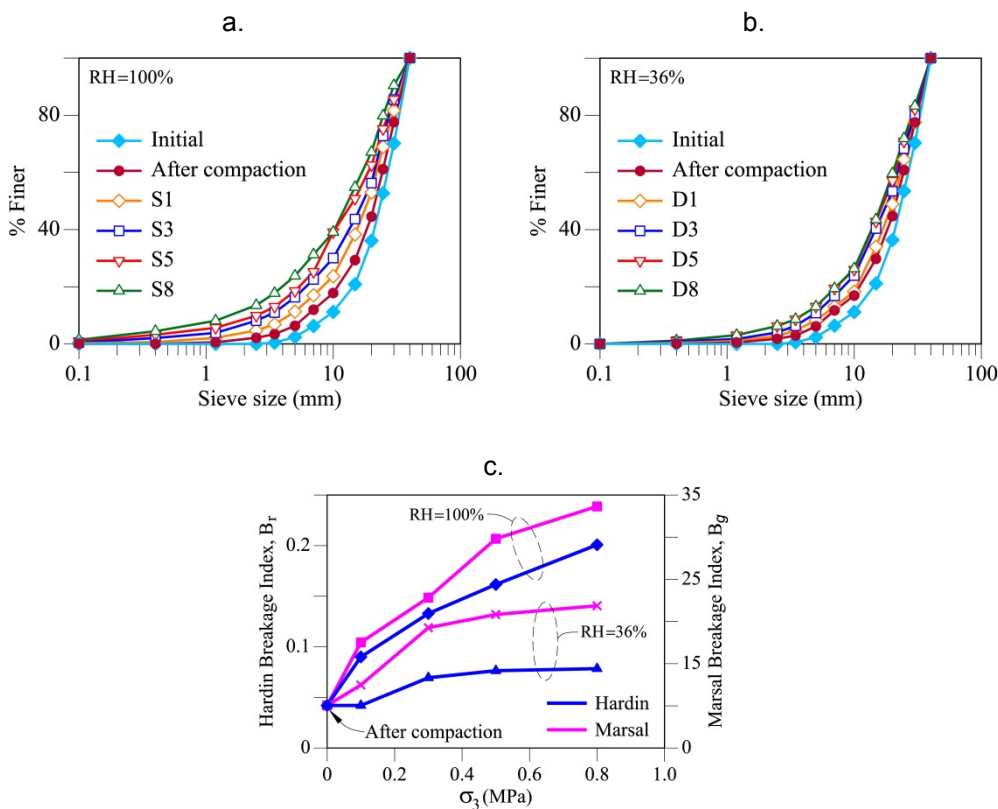 a.
RH=100%
80
40
0
% Finer
Initial
After compaction
S1
S3
S5
S8
0.1
1
10
100
Sieve size (mm)
b.
RH=36%
80
40
0
% Finer
Initial
After compaction
D1
D3
D5
D8
0.1
1
10
100
Sieve size (mm)
c.
Hardin Breakage Index, Br
0.2
0.1
0
RH=100%
RH=36%
Hardin
Marsal
After compaction
35
25
15
5
Marsal Breakage Index, Bg
0
0.2
0.4
0.6
0.8
1.0
σ3 (MPa)